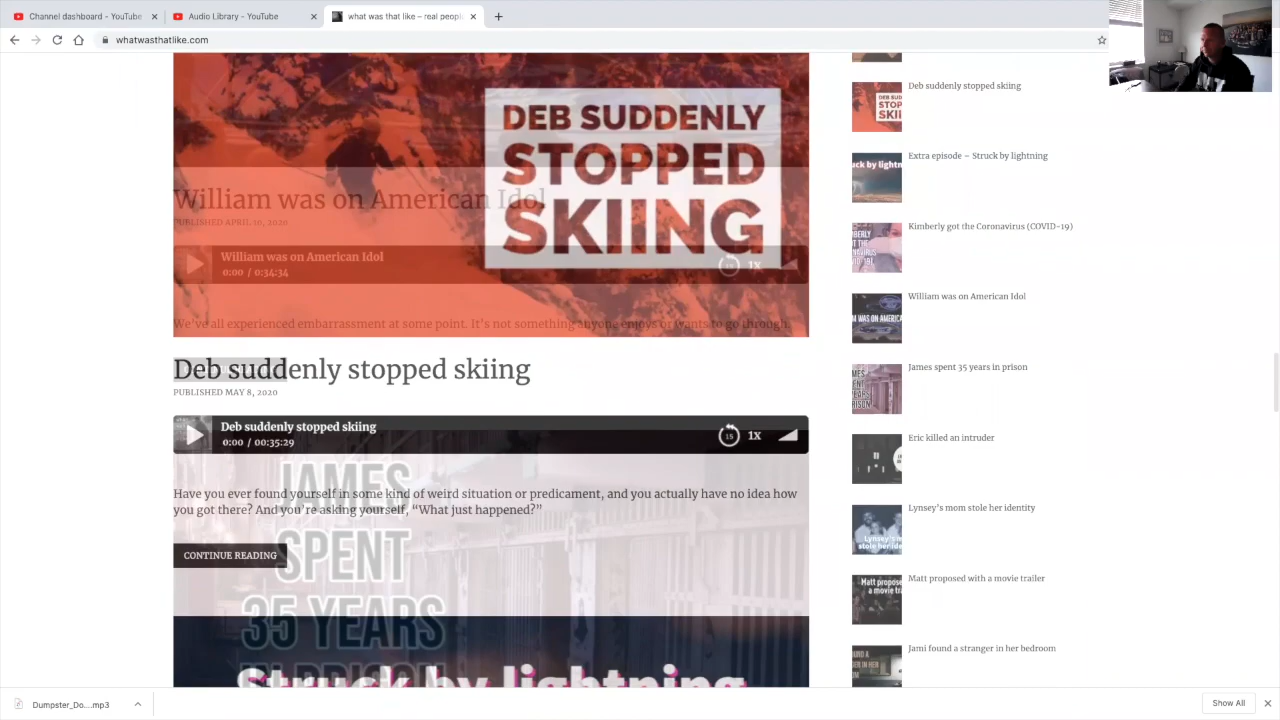 Channel dashboard - YouTube
Audio Library - YouTube
what was that like – real people
whatwasthatlike.com
DEB SUDDENLY
STOPPED
SKIING
William was on American Idol
PUBLISHED APRIL 10, 2020
William was on American Idol
0:00 / 0:34:34
15
1x
We've all experienced embarrassment at some point. It's not something anyone enjoys or wants to go through.
Deb suddenly stopped skiing
PUBLISHED MAY 8, 2020
Deb suddenly stopped skiing
0:00 / 00:35:29
15
1x
Have you ever found yourself in some kind of weird situation or predicament, and you actually have no idea how
you got there? And you're asking yourself, “What just happened?”
CONTINUE READING
JAMES
SPENT
35 YEARS
IN PRISON
Struck by lightning
Deb suddenly stopped skiing
Extra episode – Struck by lightning
Kimberly got the Coronavirus (COVID-19)
William was on American Idol
James spent 35 years in prison
Eric killed an intruder
Lynsey's mom stole her identity
Matt proposed with a movie trailer
Jami found a stranger in her bedroom
Dumpster_Do....mp3
Show All